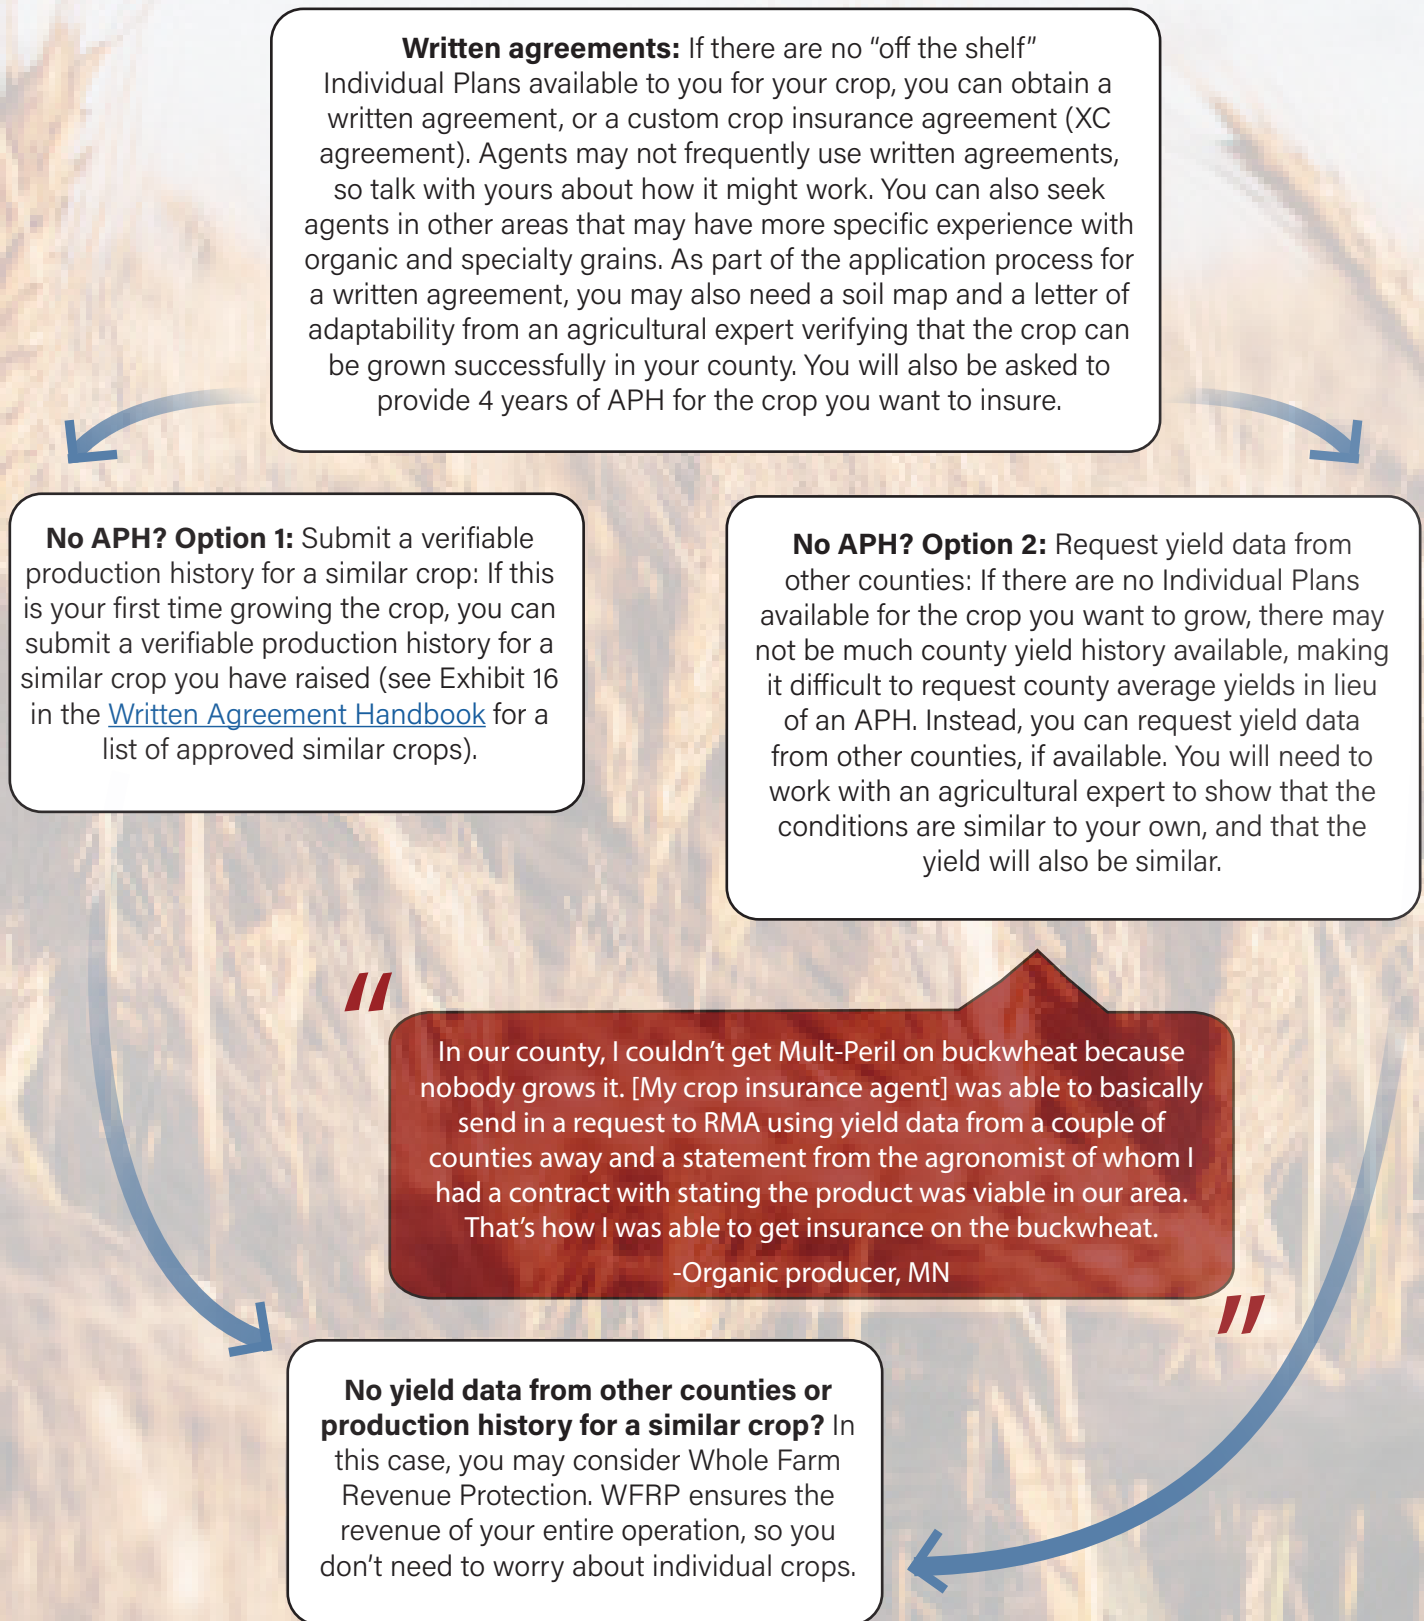 Written agreements: If there are no “off the shelf”
Individual Plans available to you for your crop, you can obtain a
written agreement, or a custom crop insurance agreement (XC
agreement). Agents may not frequently use written agreements,
so talk with yours about how it might work. You can also seek
agents in other areas that may have more specific experience with
organic and specialty grains. As part of the application process for
a written agreement, you may also need a soil map and a letter of
adaptability from an agricultural expert verifying that the crop can
be grown successfully in your county. You will also be asked to
provide 4 years of APH for the crop you want to insure.
No APH? Option 1: Submit a verifiable
production history for a similar crop: If this
is your first time growing the crop, you can
submit a verifiable production history for a
similar crop you have raised (see Exhibit 16
in the Written Agreement Handbook for a
list of approved similar crops).
No APH? Option 2: Request yield data from
other counties: If there are no Individual Plans
available for the crop you want to grow, there may
not be much county yield history available, making
it difficult to request county average yields in lieu
of an APH. Instead, you can request yield data
from other counties, if available. You will need to
work with an agricultural expert to show that the
conditions are similar to your own, and that the
yield will also be similar.
“
In our county, I couldn’t get Mult-Peril on buckwheat because
nobody grows it. [My crop insurance agent] was able to basically
send in a request to RMA using yield data from a couple of
counties away and a statement from the agronomist of whom I
had a contract with stating the product was viable in our area.
That’s how I was able to get insurance on the buckwheat.
-Organic producer, MN
”
No yield data from other counties or
production history for a similar crop? In
this case, you may consider Whole Farm
Revenue Protection. WFRP ensures the
revenue of your entire operation, so you
don’t need to worry about individual crops.